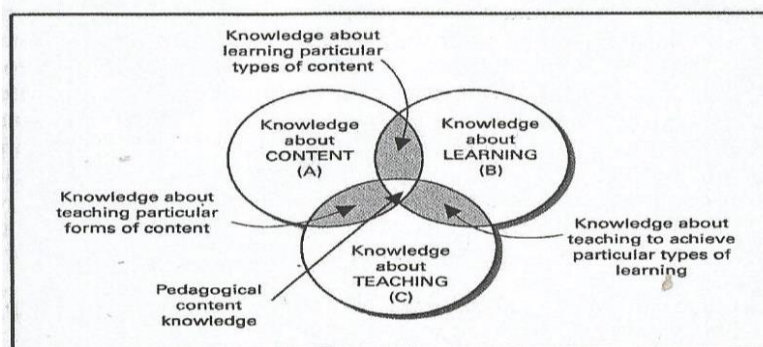 Knowledge about
learning particular
types of content
Knowledge
about
CONTENT
(A)
Knowledge
about
LEARNING
(B)
Knowledge about
teaching particular
forms of content
Knowledge
about
TEACHING
(C)
Knowledge about
teaching to achieve
particular types of
learning
Pedagogical
content
knowledge